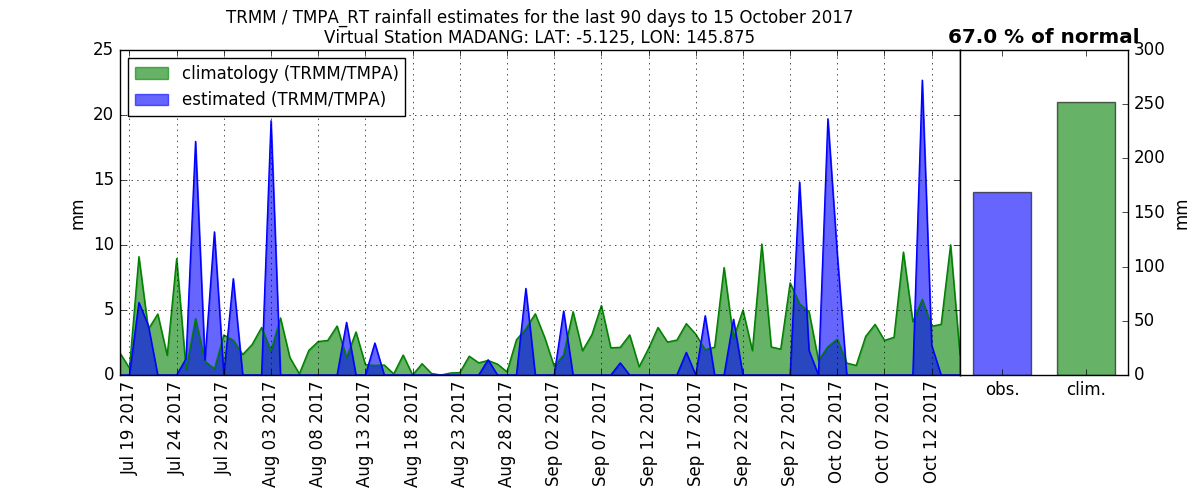 TRMM / TMPA_RT rainfall estimates for the last 90 days to 15 October 2017
Virtual Station MADANG: LAT: -5.125, LON: 145.875
67.0 % of normal
climatology (TRMM/TMPA)
estimated (TRMM/TMPA)
25
20
15
10
5
0
mm
Jul 19 2017
Jul 24 2017
Jul 29 2017
Aug 03 2017
Aug 08 2017
Aug 13 2017
Aug 18 2017
Aug 23 2017
Aug 28 2017
Sep 02 2017
Sep 07 2017
Sep 12 2017
Sep 17 2017
Sep 22 2017
Sep 27 2017
Oct 02 2017
Oct 07 2017
Oct 12 2017
obs.
clim.
300
250
200
150
100
50
0
mm